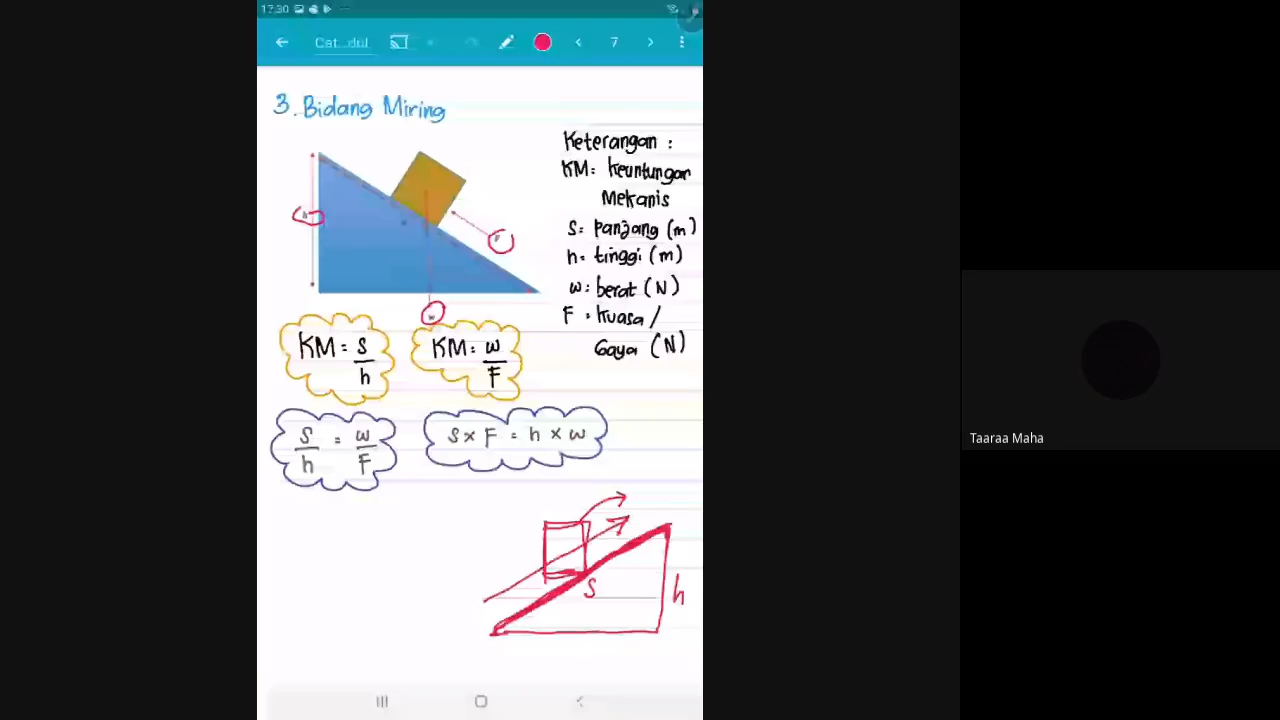 17.30
Cat...dul
7
3. Bidang Miring
Keterangan :
KM = Keuntungan
Mekanis
s = panjang (m)
h = tinggi (m)
w = berat (N)
F = Kuasa /
Gaya (N)
h
F
w
KM = s/h
KM = w/F
s/h = w/F
s x F = h x w
s
h
Taaraa Maha